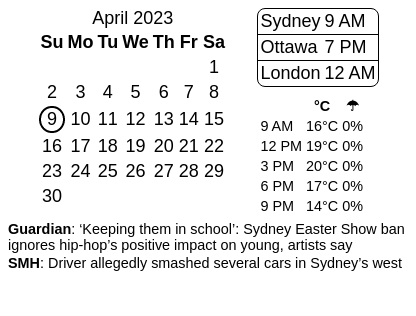 April 2023
Su Mo Tu We Th Fr Sa
1
2 3 4 5 6 7 8
9 10 11 12 13 14 15
16 17 18 19 20 21 22
23 24 25 26 27 28 29
30
Sydney 9 AM
Ottawa 7 PM
London 12 AM
°C ☂
9 AM 16°C 0%
12 PM 19°C 0%
3 PM 20°C 0%
6 PM 17°C 0%
9 PM 14°C 0%
Guardian: ‘Keeping them in school’: Sydney Easter Show ban
ignores hip-hop’s positive impact on young, artists say
SMH: Driver allegedly smashed several cars in Sydney’s west